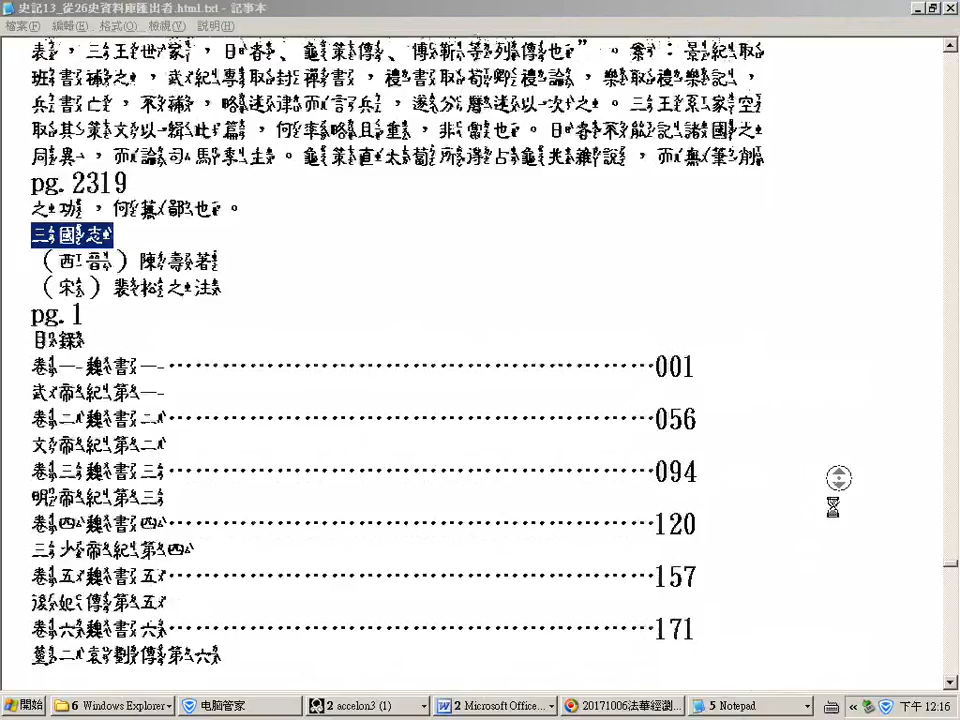 史記13_從26史資料庫匯出者.html.txt - 記事本
檔案(F) 編輯(E) 格式(O) 檢視(V) 說明(H)
表，三王世家，日者、龜策傳、傅靳等列傳也”。案：景紀取
班書補之，武紀專取封禪書，禮書取荀卿禮論，樂取禮樂記，
兵書亡，不補，略述律而言兵，遂分曆述以次之。三王系家空
取其策文以緝此篇，何率略且重，非當也。日者不能記諸國之
同異，而論司馬季主。龜策直太卜所得占龜兆雜說，而無筆削
pg.2319
之功，何蕪鄙也。
三國志
（西晉）陳壽著
（宋）裴松之注
pg.1
目錄
卷一魏書一……………………………………………………001
武帝紀第一
卷二魏書二……………………………………………………056
文帝紀第二
卷三魏書三……………………………………………………094
明帝紀第三
卷四魏書四……………………………………………………120
三少帝紀第四
卷五魏書五……………………………………………………157
后妃傳第五
卷六魏書六……………………………………………………171
董二袁劉傳第六
開始 6 Windows Explorer 电脑管家 2 accelon3 (1) 2 Microsoft Office... 20171006法華經瀏... 5 Notepad 下午 12:16